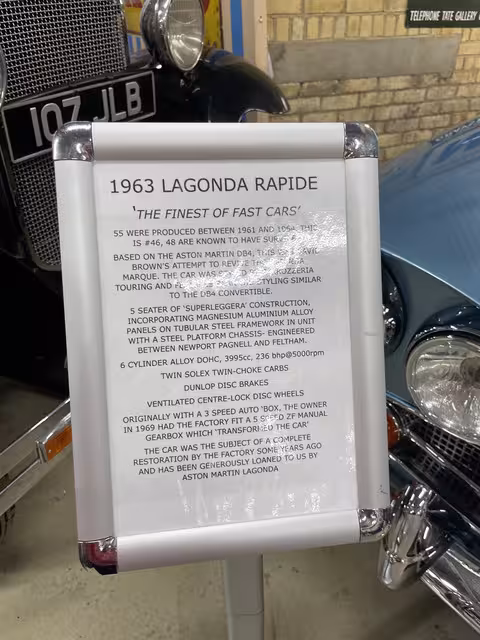 TELEPHONE TATE GALLERY
107 JLB
1963 LAGONDA RAPIDE
'THE FINEST OF FAST CARS'
55 WERE PRODUCED BETWEEN 1961 AND 1964, THIS
IS #46, 48 ARE KNOWN TO HAVE
BASED ON THE ASTON MARTIN DB4, THIS
BROWN'S ATTEMPT TO
MARQUE. THE CAR WAS
TOURING AND STYLING SIMILAR
TO THE DB4 CONVERTIBLE.
5 SEATER OF 'SUPERLEGGERA' CONSTRUCTION,
INCORPORATING MAGNESIUM ALUMINIUM ALLOY
PANELS ON TUBULAR STEEL FRAMEWORK IN UNIT
WITH A STEEL PLATFORM CHASSIS- ENGINEERED
BETWEEN NEWPORT PAGNELL AND FELTHAM.
6 CYLINDER ALLOY DOHC, 3995cc, 236 bhp@5000rpm
TWIN SOLEX TWIN-CHOKE CARBS
DUNLOP DISC BRAKES
VENTILATED CENTRE-LOCK DISC WHEELS
ORIGINALLY WITH A 3 SPEED AUTO 'BOX, THE OWNER
IN 1969 HAD THE FACTORY FIT A 5 SPEED ZF MANUAL
GEARBOX WHICH 'TRANSFORMED THE CAR'
THE CAR WAS THE SUBJECT OF A COMPLETE
RESTORATION BY THE FACTORY SOME YEARS AGO
AND HAS BEEN GENEROUSLY LOANED TO US BY
ASTON MARTIN LAGONDA